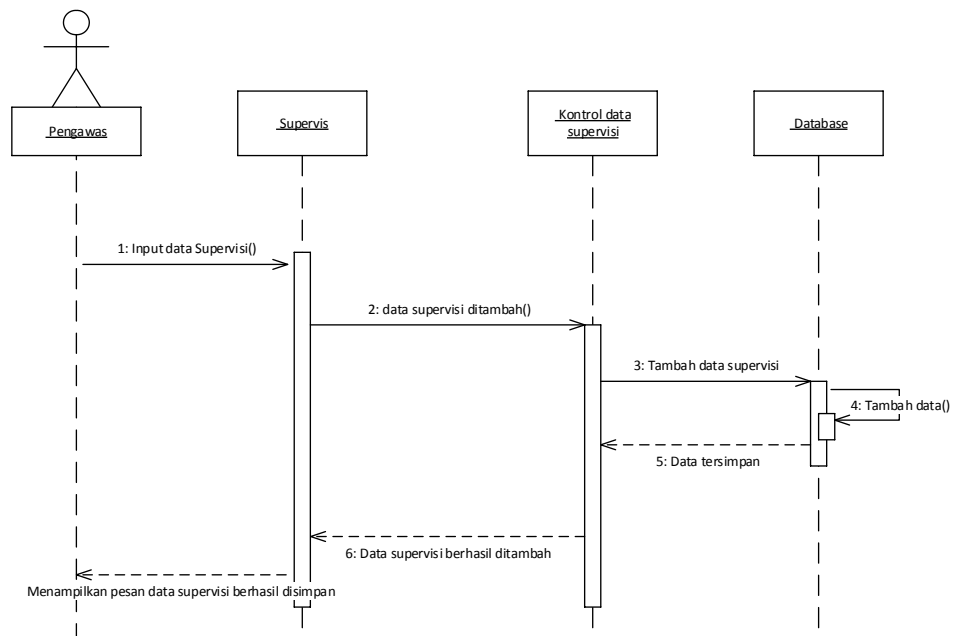 Pengawas
Supervis
Kontrol data
supervisi
Database
1: Input data Supervisi()
2: data supervisi ditambah()
3: Tambah data supervisi
4: Tambah data()
5: Data tersimpan
6: Data supervisi berhasil ditambah
Menampilkan pesan data supervisi berhasil disimpan